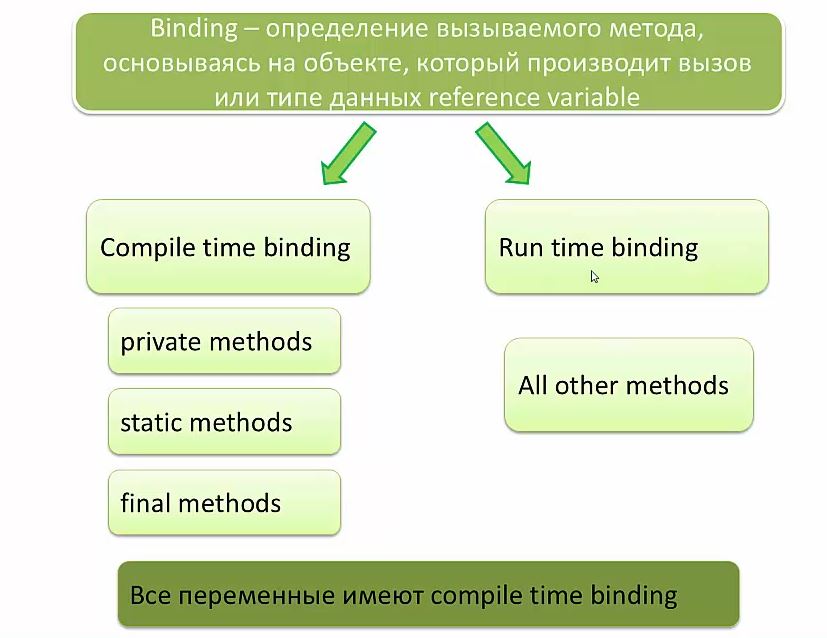 Binding – определение вызываемого метода,
основываясь на объекте, который производит вызов
или типе данных reference variable
Compile time binding
Run time binding
private methods
static methods
final methods
All other methods
Все переменные имеют compile time binding